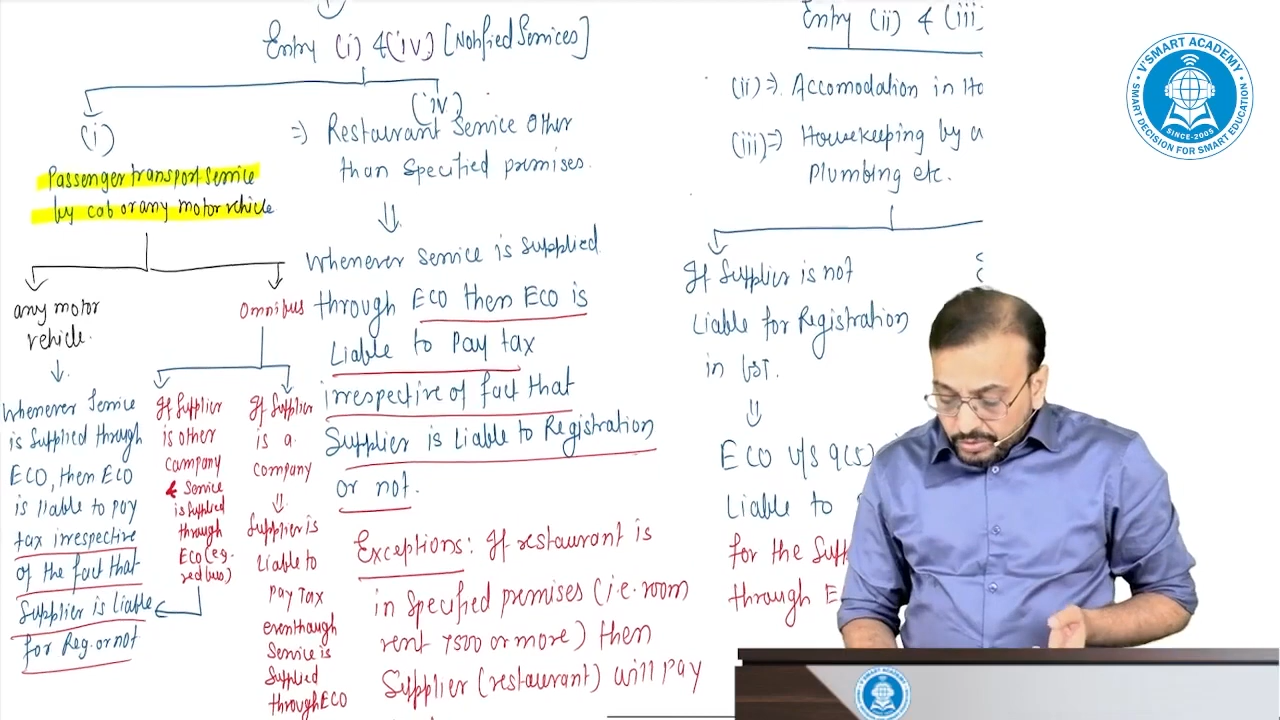 Entry (i) & (iv) [Notified Services]
(i)
Passenger transport service
by cab or any motor vehicle
any motor
vehicle.
Whenever Service
is Supplied through
ECO, then ECO
is liable to pay
tax irrespective
of the fact that
Supplier is liable
for Reg. or not
Omnibus
If Supplier
is other
company
& Service
is supplied
through
ECO (e.g.
redbus)
If Supplier
is a
company
Supplier is
liable to
pay tax
eventhough
Service is
Supplied
through ECO
(iv)
=) Restaurant Service other
than Specified premises.
Whenever Service is Supplied
through ECO then ECO is
Liable to pay tax
irrespective of fact that
Supplier is Liable to Registration
or not.
Exceptions: If restaurant is
in Specified premises (i.e. room
rent 7500 or more) then
Supplier (restaurant) will pay
Entry (ii) & (iii)
(ii) =) Accomodation in
(iii) =) Housekeeping by
Plumbing etc.
If Supplier is not
Liable for Registration
in GST.
ECO u/s 9(5)
Liable to
for the
through
V'SMART ACADEMY
SMART DECISION FOR SMART EDUCATION
SINCE-2005